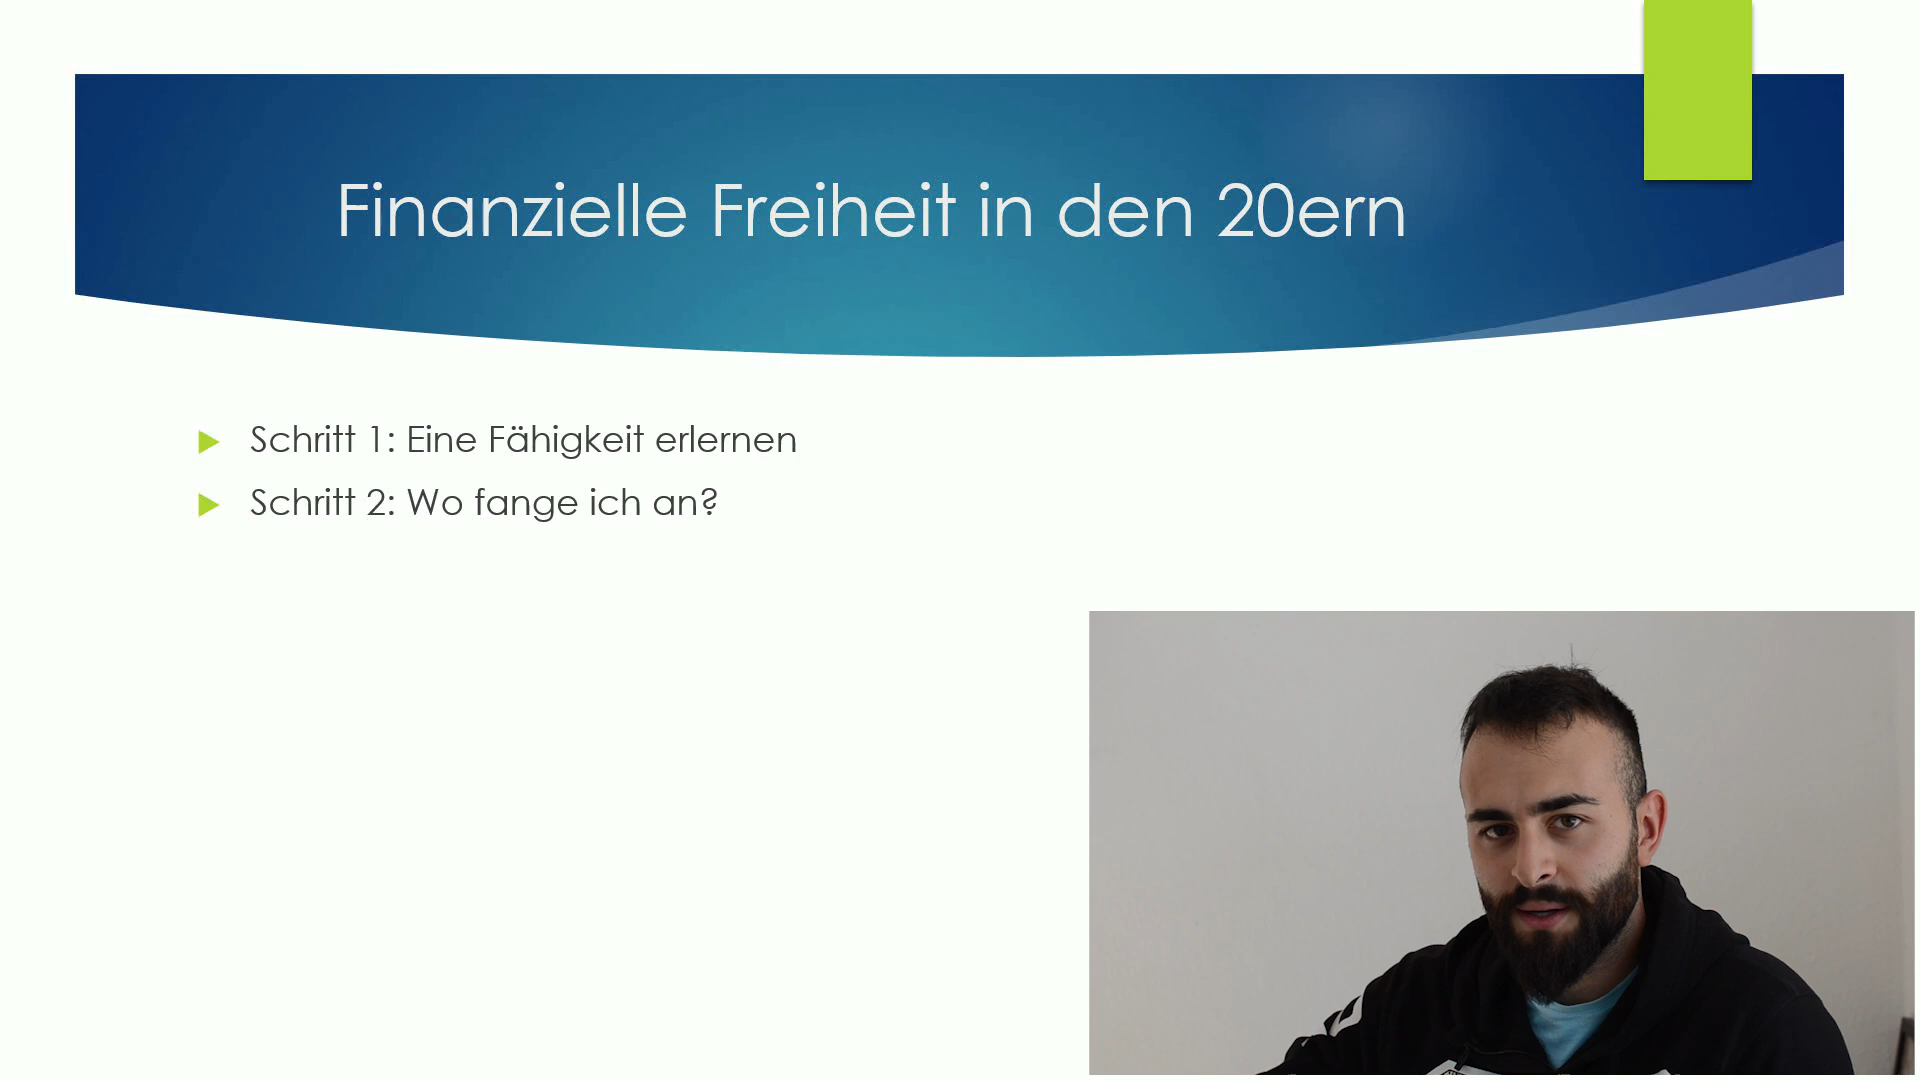 Finanzielle Freiheit in den 20ern
Schritt 1: Eine Fähigkeit erlernen
Schritt 2: Wo fange ich an?